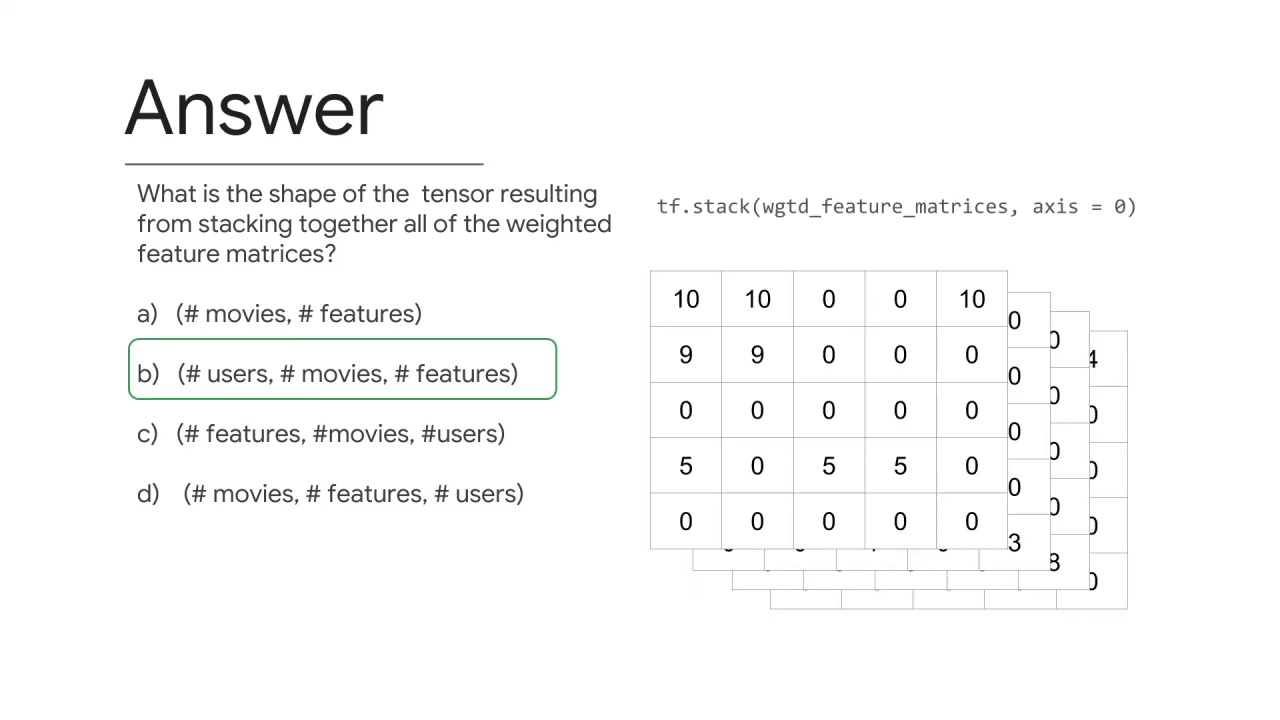 Answer
What is the shape of the tensor resulting
from stacking together all of the weighted
feature matrices?
a) (# movies, # features)
b) (# users, # movies, # features)
c) (# features, #movies, #users)
d) (# movies, # features, # users)
tf.stack(wgtd_feature_matrices, axis = 0)
10 10 0 0 10
9 9 0 0 0
0 0 0 0 0
5 0 5 5 0
0 0 0 0 0
0
0
0
0
3
0
0
0
0
8
4
0
0
0
0